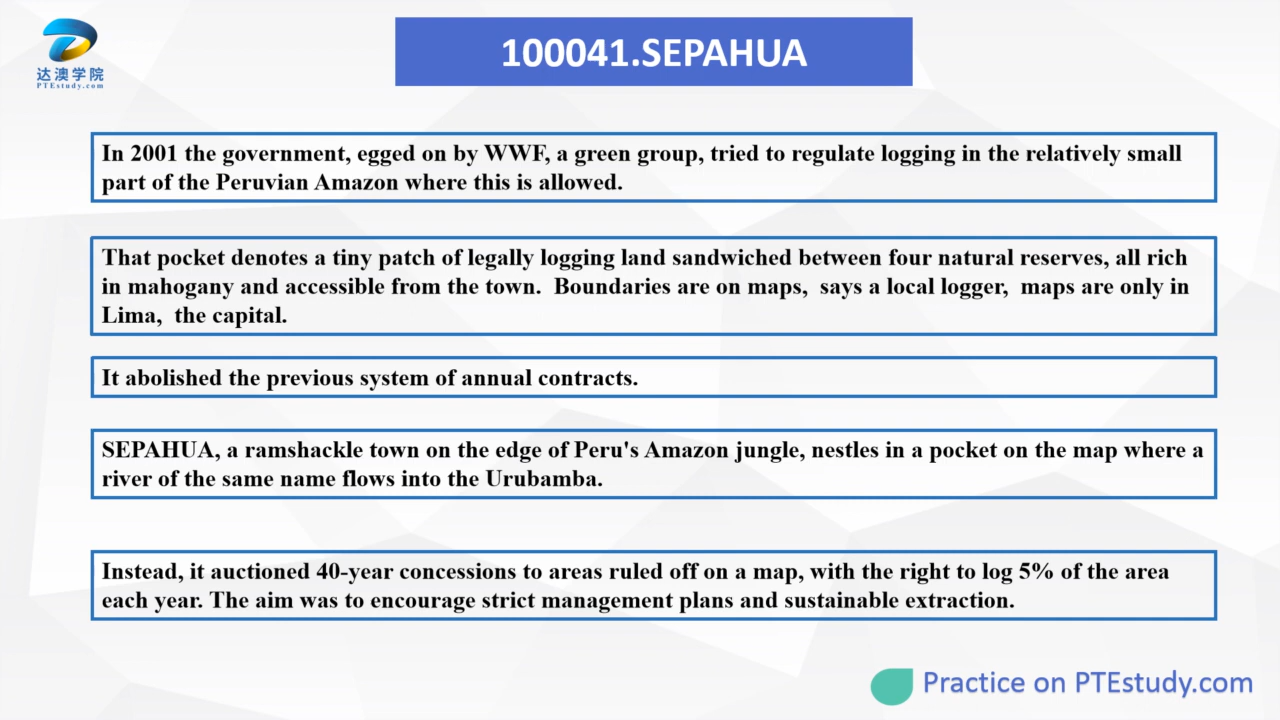 达澳学院
PTEstudy.com
100041.SEPAHUA
In 2001 the government, egged on by WWF, a green group, tried to regulate logging in the relatively small
part of the Peruvian Amazon where this is allowed.
That pocket denotes a tiny patch of legally logging land sandwiched between four natural reserves, all rich
in mahogany and accessible from the town.  Boundaries are on maps,  says a local logger,  maps are only in
Lima,  the capital.
It abolished the previous system of annual contracts.
SEPAHUA, a ramshackle town on the edge of Peru's Amazon jungle, nestles in a pocket on the map where a
river of the same name flows into the Urubamba.
Instead, it auctioned 40-year concessions to areas ruled off on a map, with the right to log 5% of the area
each year. The aim was to encourage strict management plans and sustainable extraction.
Practice on PTEstudy.com